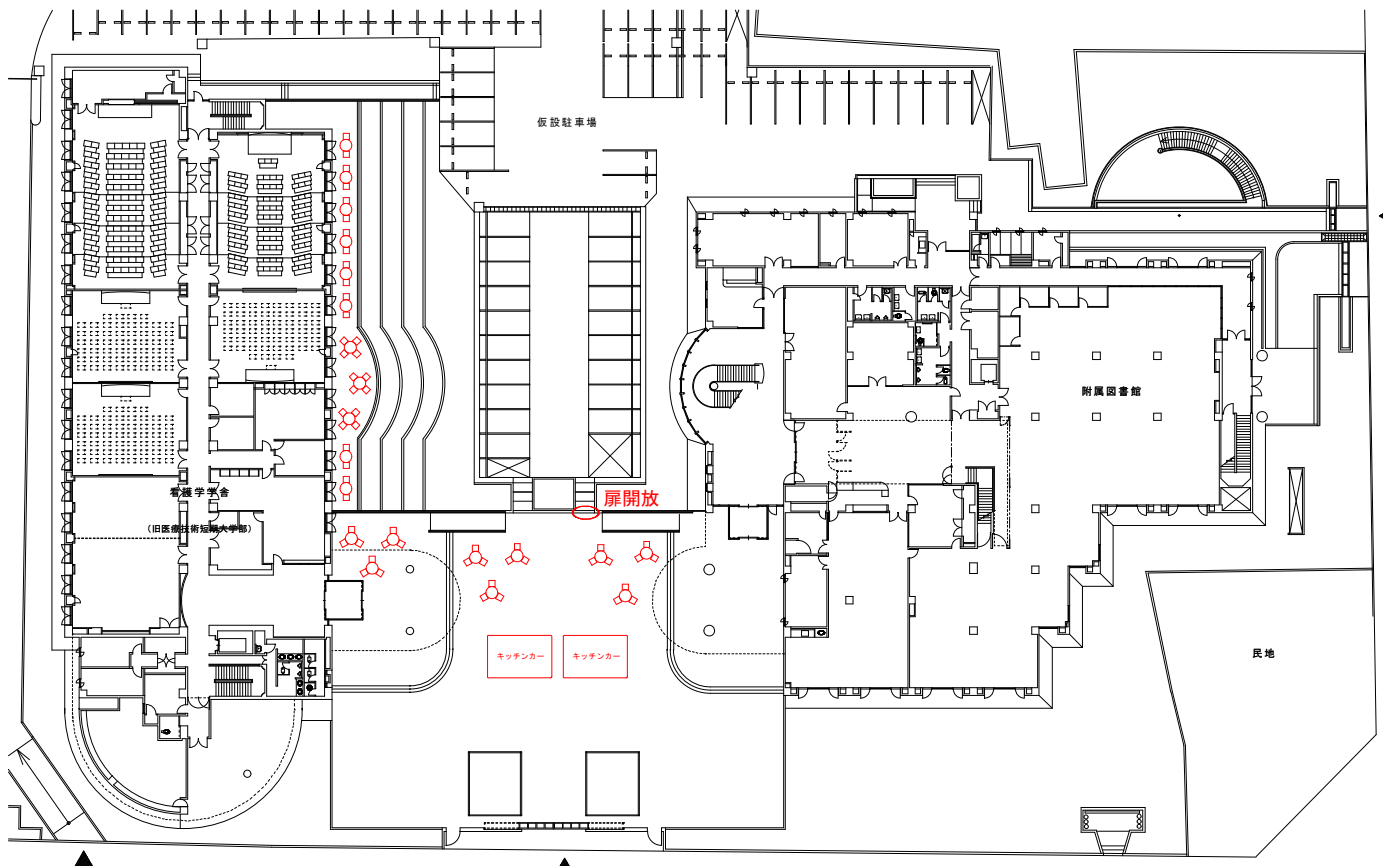 仮設駐車場
附属図書館
看護学学舎
扉開放
(旧医療技術短期大学部)
キッチンカー
キッチンカー
民地